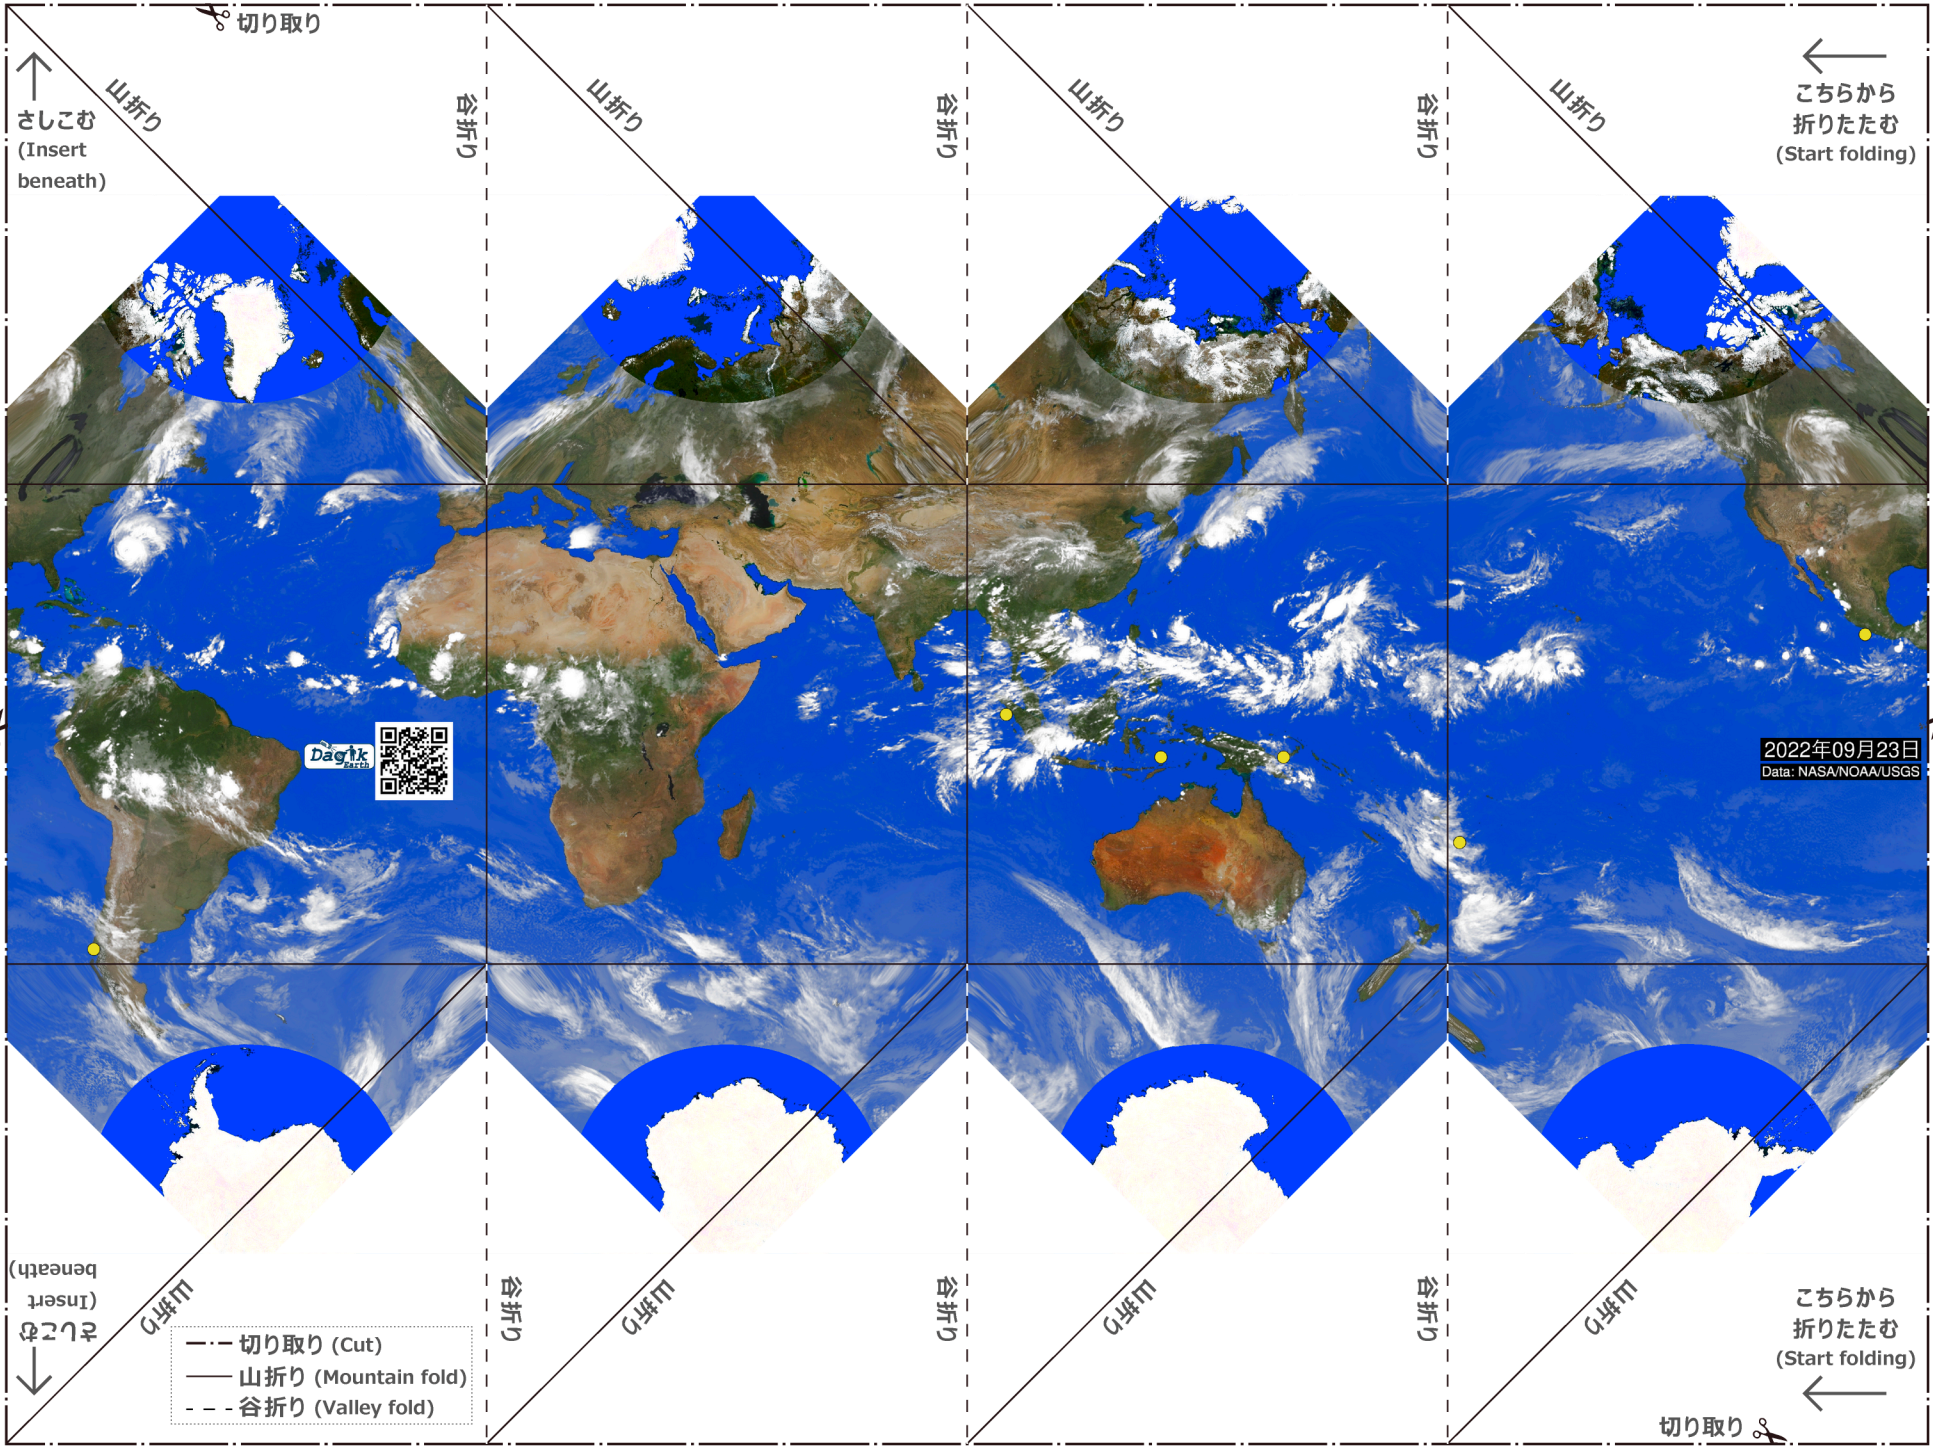 切り取り
山折り
谷折り
山折り
谷折り
山折り
谷折り
山折り
さしこむ
(Insert
beneath)
こちらから
折りたたむ
(Start folding)
Dagik
Earth
2022年09月23日
Data: NASA/NOAA/USGS
さしこむ
(Insert
beneath)
山折り
谷折り
山折り
谷折り
山折り
谷折り
山折り
切り取り (Cut)
山折り (Mountain fold)
谷折り (Valley fold)
こちらから
折りたたむ
(Start folding)
切り取り